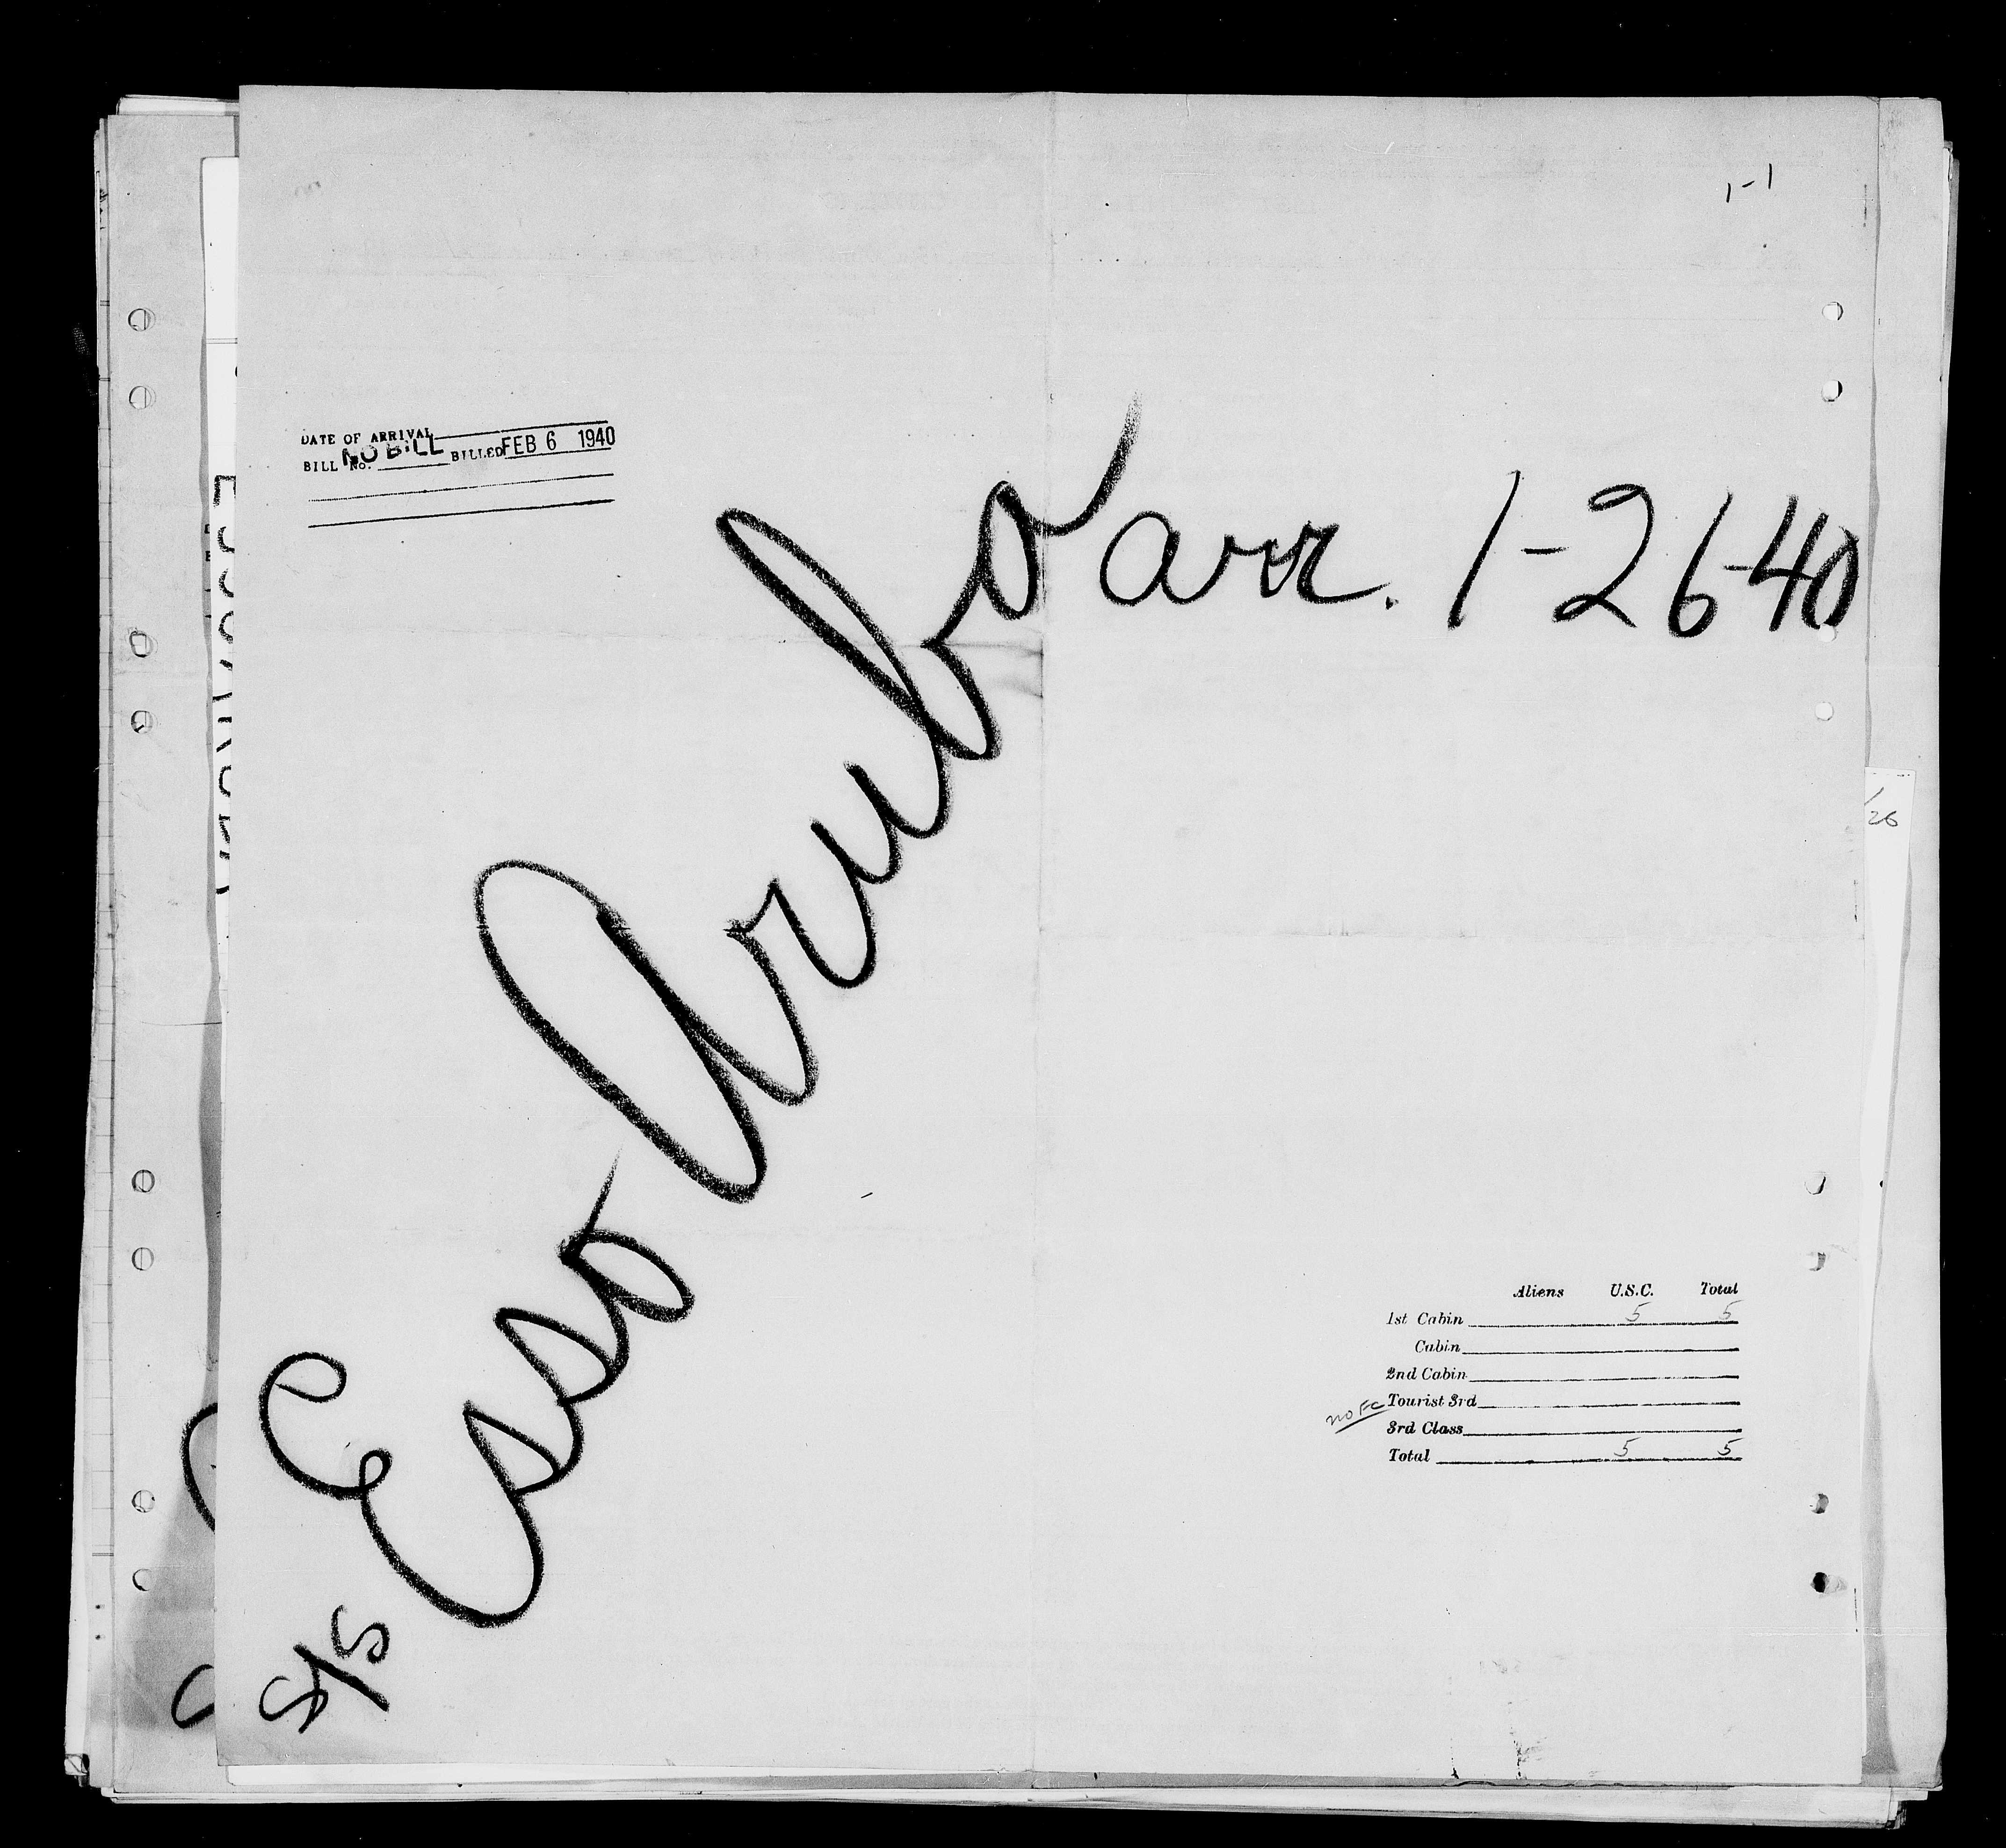 1-1
DATE OF ARRIVAL
BILL No. NO BILL BILLED FEB 6 1940
S/S Esso Aruba arr. 1-26-40
/26
Aliens U.S.C. Total
1st Cabin 5 5
Cabin
2nd Cabin
no FC Tourist 3rd
3rd Class
Total 5 5